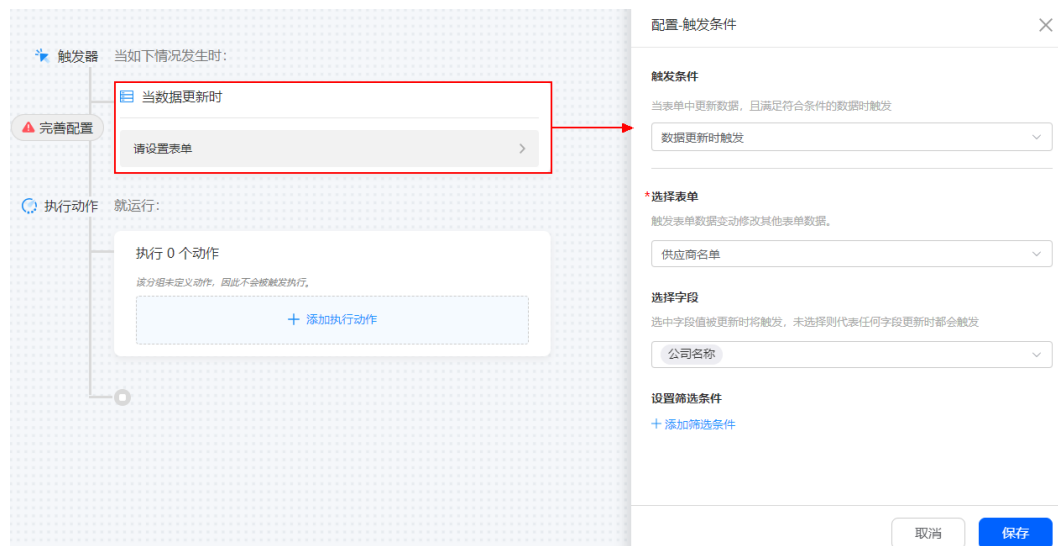 触发器 当如下情况发生时：
当数据更新时
完善配置
请设置表单
执行动作 就运行：
执行 0 个动作
该分组未定义动作，因此不会被触发执行。
添加执行动作
配置-触发条件
触发条件
当表单中更新数据，且满足符合条件的数据时触发
数据更新时触发
*选择表单
触发表单数据变动修改其他表单数据。
供应商名单
选择字段
选中字段值被更新时将触发，未选择则代表任何字段更新时都会触发
公司名称
设置筛选条件
添加筛选条件
取消 保存